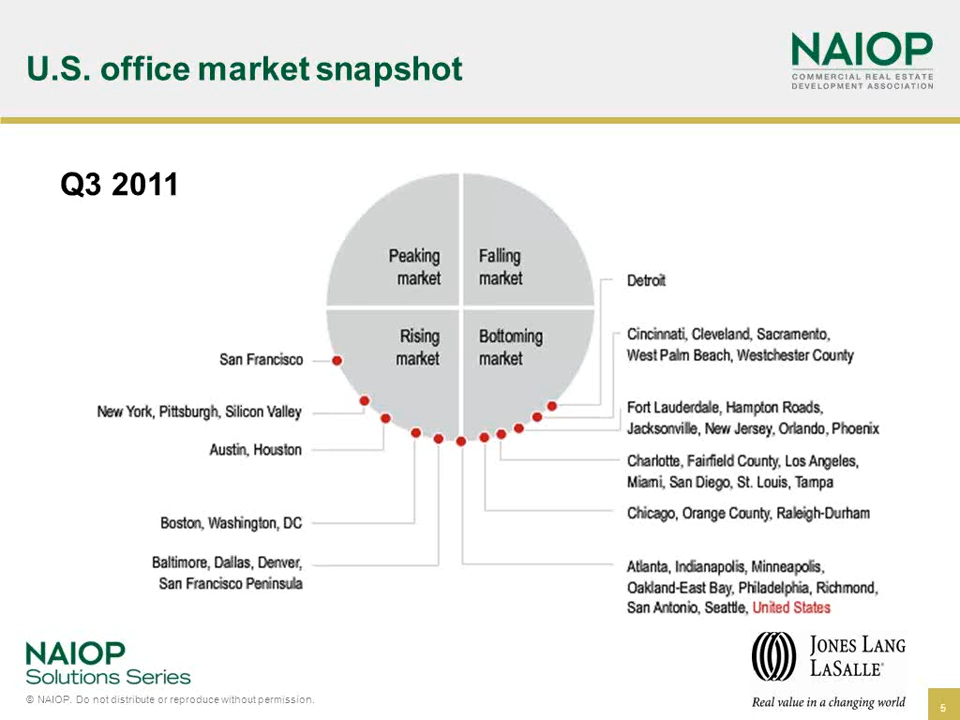 U.S. office market snapshot
NAIOP
COMMERCIAL REAL ESTATE
DEVELOPMENT ASSOCIATION
Q3 2011
Peaking
market
Falling
market
Rising
market
Bottoming
market
San Francisco
New York, Pittsburgh, Silicon Valley
Austin, Houston
Boston, Washington, DC
Baltimore, Dallas, Denver,
San Francisco Peninsula
Detroit
Cincinnati, Cleveland, Sacramento,
West Palm Beach, Westchester County
Fort Lauderdale, Hampton Roads,
Jacksonville, New Jersey, Orlando, Phoenix
Charlotte, Fairfield County, Los Angeles,
Miami, San Diego, St. Louis, Tampa
Chicago, Orange County, Raleigh-Durham
Atlanta, Indianapolis, Minneapolis,
Oakland-East Bay, Philadelphia, Richmond,
San Antonio, Seattle, United States
NAIOP
Solutions Series
© NAIOP. Do not distribute or reproduce without permission.
JONES LANG
LASALLE®
Real value in a changing world
5